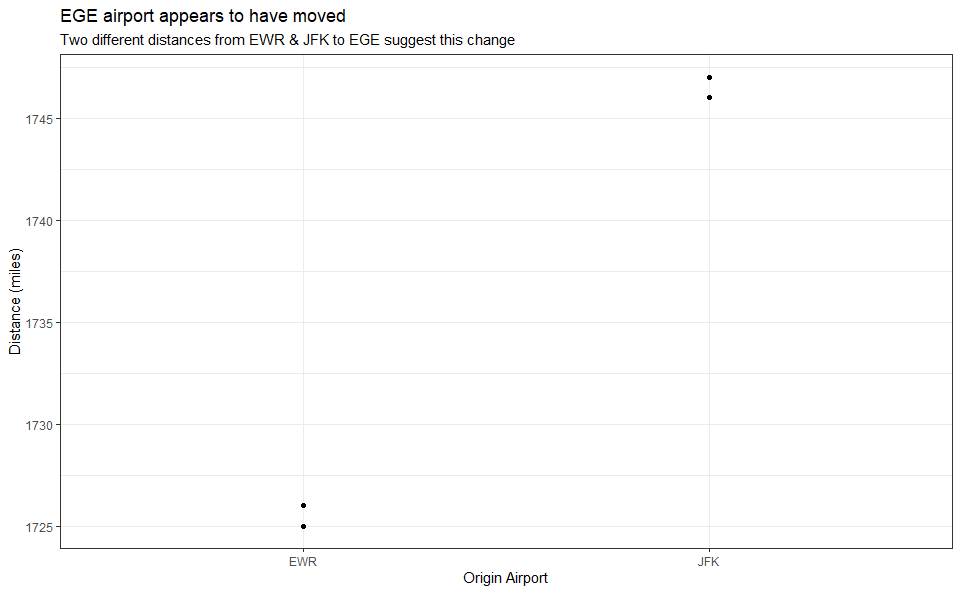 EGE airport appears to have moved
Two different distances from EWR & JFK to EGE suggest this change
1745
1740
1735
1730
1725
Distance (miles)
EWR
JFK
Origin Airport